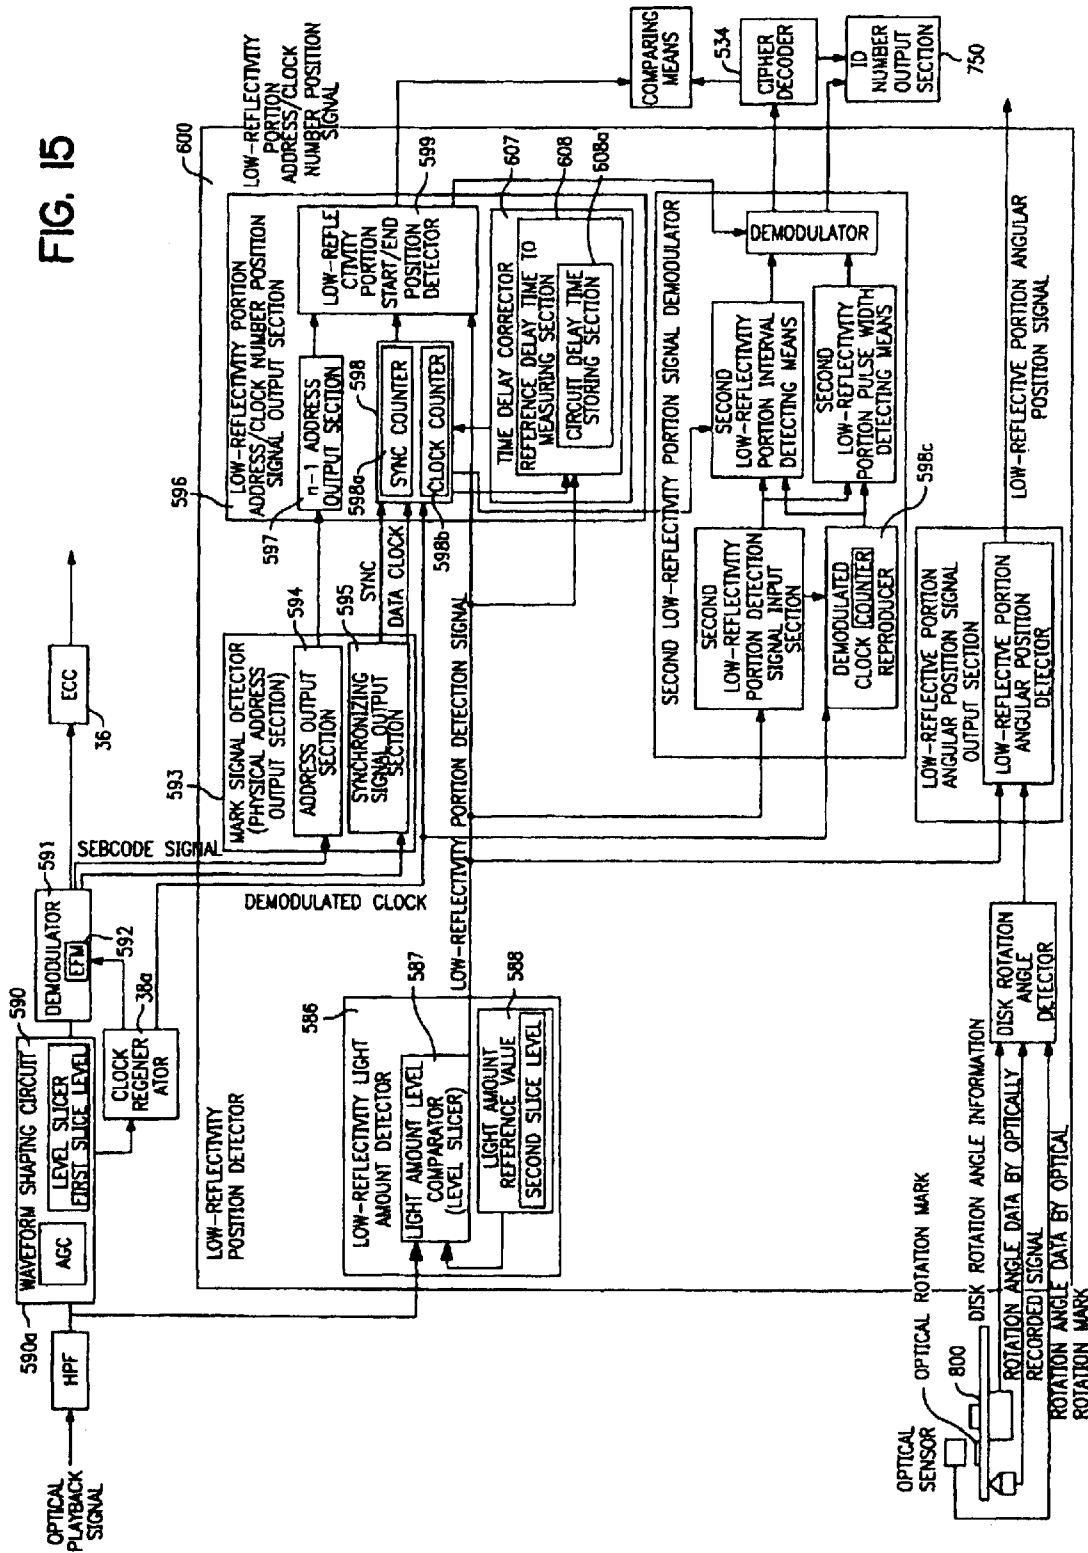 FIG. 15
OPTICAL
PLAYBACK
SIGNAL
HPF
590a
WAVEFORM SHAPING CIRCUIT
590
AGC
LEVEL SLICER
FIRST SLICE LEVEL
CLOCK
REGENER
ATOR
38a
DEMODULATOR
591
EFM
592
ECC
36
SEBCODE SIGNAL
DEMODULATED CLOCK
LOW-REFLECTIVITY
POSITION DETECTOR
600
586
LOW-REFLECTIVITY LIGHT
AMOUNT DETECTOR
LIGHT AMOUNT LEVEL
COMPARATOR
(LEVEL SLICER)
587
LIGHT AMOUNT
REFERENCE VALUE
SECOND SLICE LEVEL
588
LOW-REFLECTIVITY PORTION DETECTION SIGNAL
593
MARK SIGNAL DETECTOR
(PHYSICAL ADDRESS
OUTPUT SECTION)
ADDRESS OUTPUT
SECTION
594
SYNCHRONIZING
SIGNAL OUTPUT
SECTION
595
SYNC
DATA CLOCK
596
LOW-REFLECTIVITY PORTION
ADDRESS/CLOCK NUMBER POSITION
SIGNAL OUTPUT SECTION
n-1 ADDRESS
OUTPUT SECTION
597
598
598a
SYNC COUNTER
CLOCK COUNTER
598b
LOW-REFLE
CTIVITY
PORTION
START/END
POSITION
DETECTOR
599
LOW-REFLECTIVITY
PORTION
ADDRESS/CLOCK
NUMBER POSITION
SIGNAL
TIME DELAY CORRECTOR
607
REFERENCE DELAY TIME TO
MEASURING SECTION
608
CIRCUIT DELAY TIME
STORING SECTION
608a
SECOND LOW-REFLECTIVITY PORTION SIGNAL DEMODULATOR
SECOND
LOW-REFLECTIVITY
PORTION DETECTION
SIGNAL INPUT
SECTION
DEMODULATED
CLOCK COUNTER
REPRODUCER
598c
SECOND
LOW-REFLECTIVITY
PORTION INTERVAL
DETECTING MEANS
SECOND
LOW-REFLECTIVITY
PORTION PULSE WIDTH
DETECTING MEANS
DEMODULATOR
COMPARING
MEANS
534
CIPHER
DECODER
ID
NUMBER
OUTPUT
SECTION
750
LOW-REFLECTIVE PORTION
ANGULAR POSITION SIGNAL
OUTPUT SECTION
LOW-REFLECTIVE PORTION
ANGULAR POSITION
DETECTOR
LOW-REFLECTIVE PORTION ANGULAR
POSITION SIGNAL
DISK ROTATION
ANGLE
DETECTOR
OPTICAL
SENSOR
OPTICAL ROTATION MARK
800
DISK ROTATION ANGLE INFORMATION
ROTATION ANGLE DATA BY OPTICALLY
RECORDED SIGNAL
ROTATION ANGLE DATA BY OPTICAL
ROTATION MARK